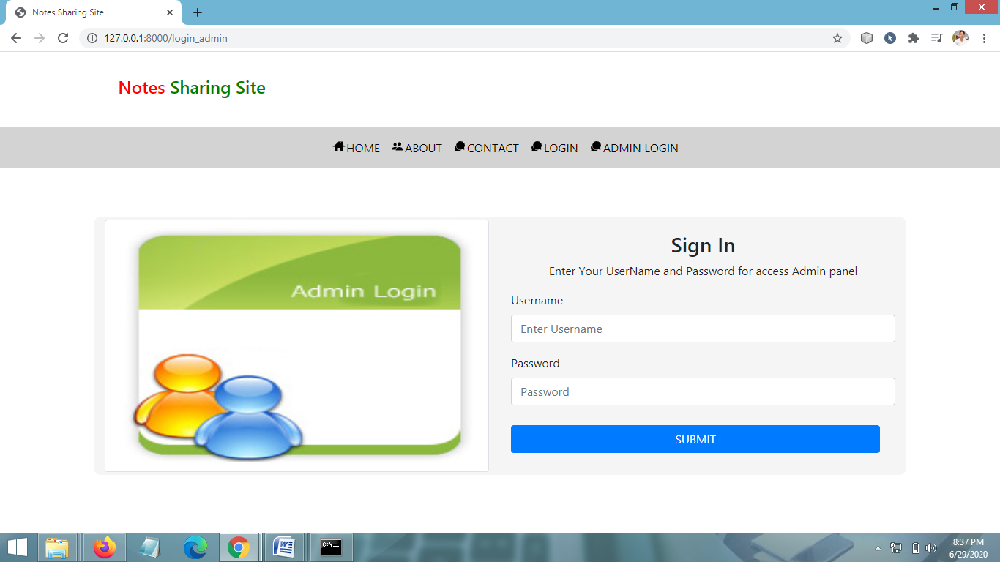 Notes Sharing Site
127.0.0.1:8000/login_admin
Notes Sharing Site
HOME ABOUT CONTACT LOGIN ADMIN LOGIN
Admin Login
Sign In
Enter Your UserName and Password for access Admin panel
Username
Enter Username
Password
Password
SUBMIT
C:\
8:37 PM
6/29/2020